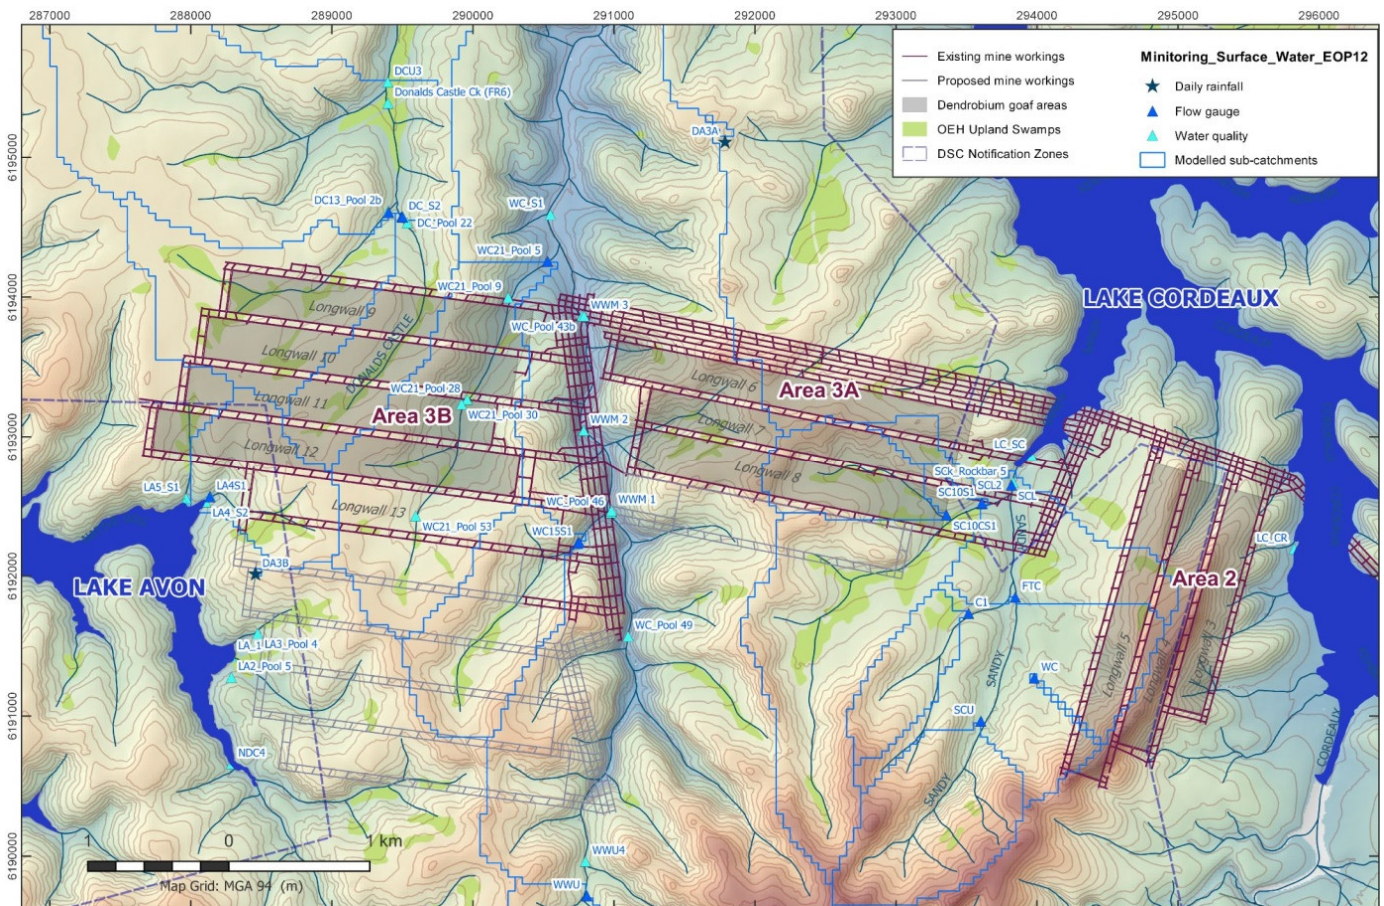 287000 288000 289000 290000 291000 292000 293000 294000 295000 296000
6195000
6194000
6193000
6192000
6191000
6190000
Existing mine workings
Proposed mine workings
Dendrobium goaf areas
OEH Upland Swamps
DSC Notification Zones
Minitoring_Surface_Water_EOP12
Daily rainfall
Flow gauge
Water quality
Modelled sub-catchments
DCU3
Donalds Castle Ck (FR6)
DA3A
DC13_Pool 2b
DC_S2
DC_Pool 22
WC_S1
WC21_Pool 5
WC21_Pool 9
LAKE CORDEAUX
WWM 3
WC_Pool 43b
Longwall 9
Longwall 10
DONALDS CASTLE
Longwall 6
Area 3A
WC21_Pool 28
Longwall 11
Area 3B
WC21_Pool 30
WWM 2
Longwall 7
LC_SC
Longwall 12
Longwall 8
SCk_Rockbar 5
SCL2
SC10S1
SCL
LA5_S1
LA4S1
LA4_S2
Longwall 13
WC_Pool 46
WWM 1
WC21_Pool 53
WC15S1
SC10CS1
SANDY
LC_CR
DA3B
LAKE AVON
Area 2
FTC
C1
LA_1
LA3_Pool 4
LA2_Pool 5
WC_Pool 49
Longwall 5
Longwall 4
Longwall 3
SANDY
WC
SCU
CORDEAUX
NDC4
SANDY
1 0 1 km
Map Grid: MGA 94 (m)
WWU4
WWU